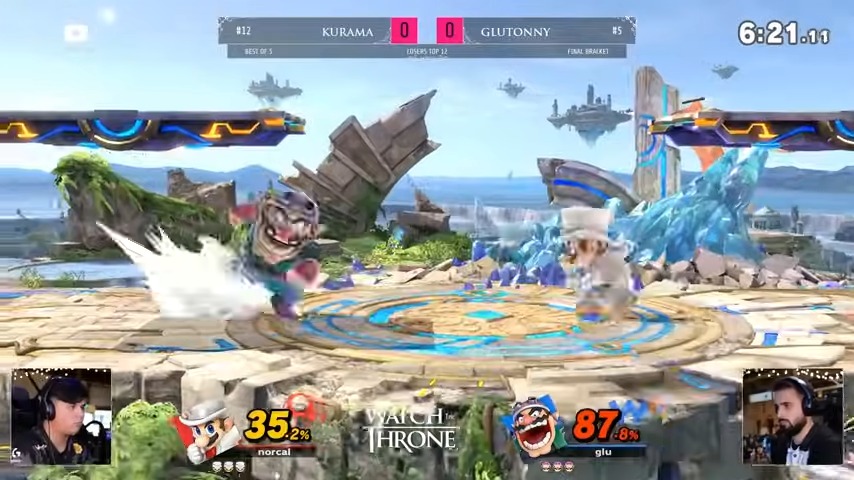 #12 KURAMA 0 0 GLUTONNY #5
BEST OF 5 LOSERS TOP 12 FINAL BRACKET
6:21.11
35.2%
norcal
WATCH THE THRONE
87.8%
glu